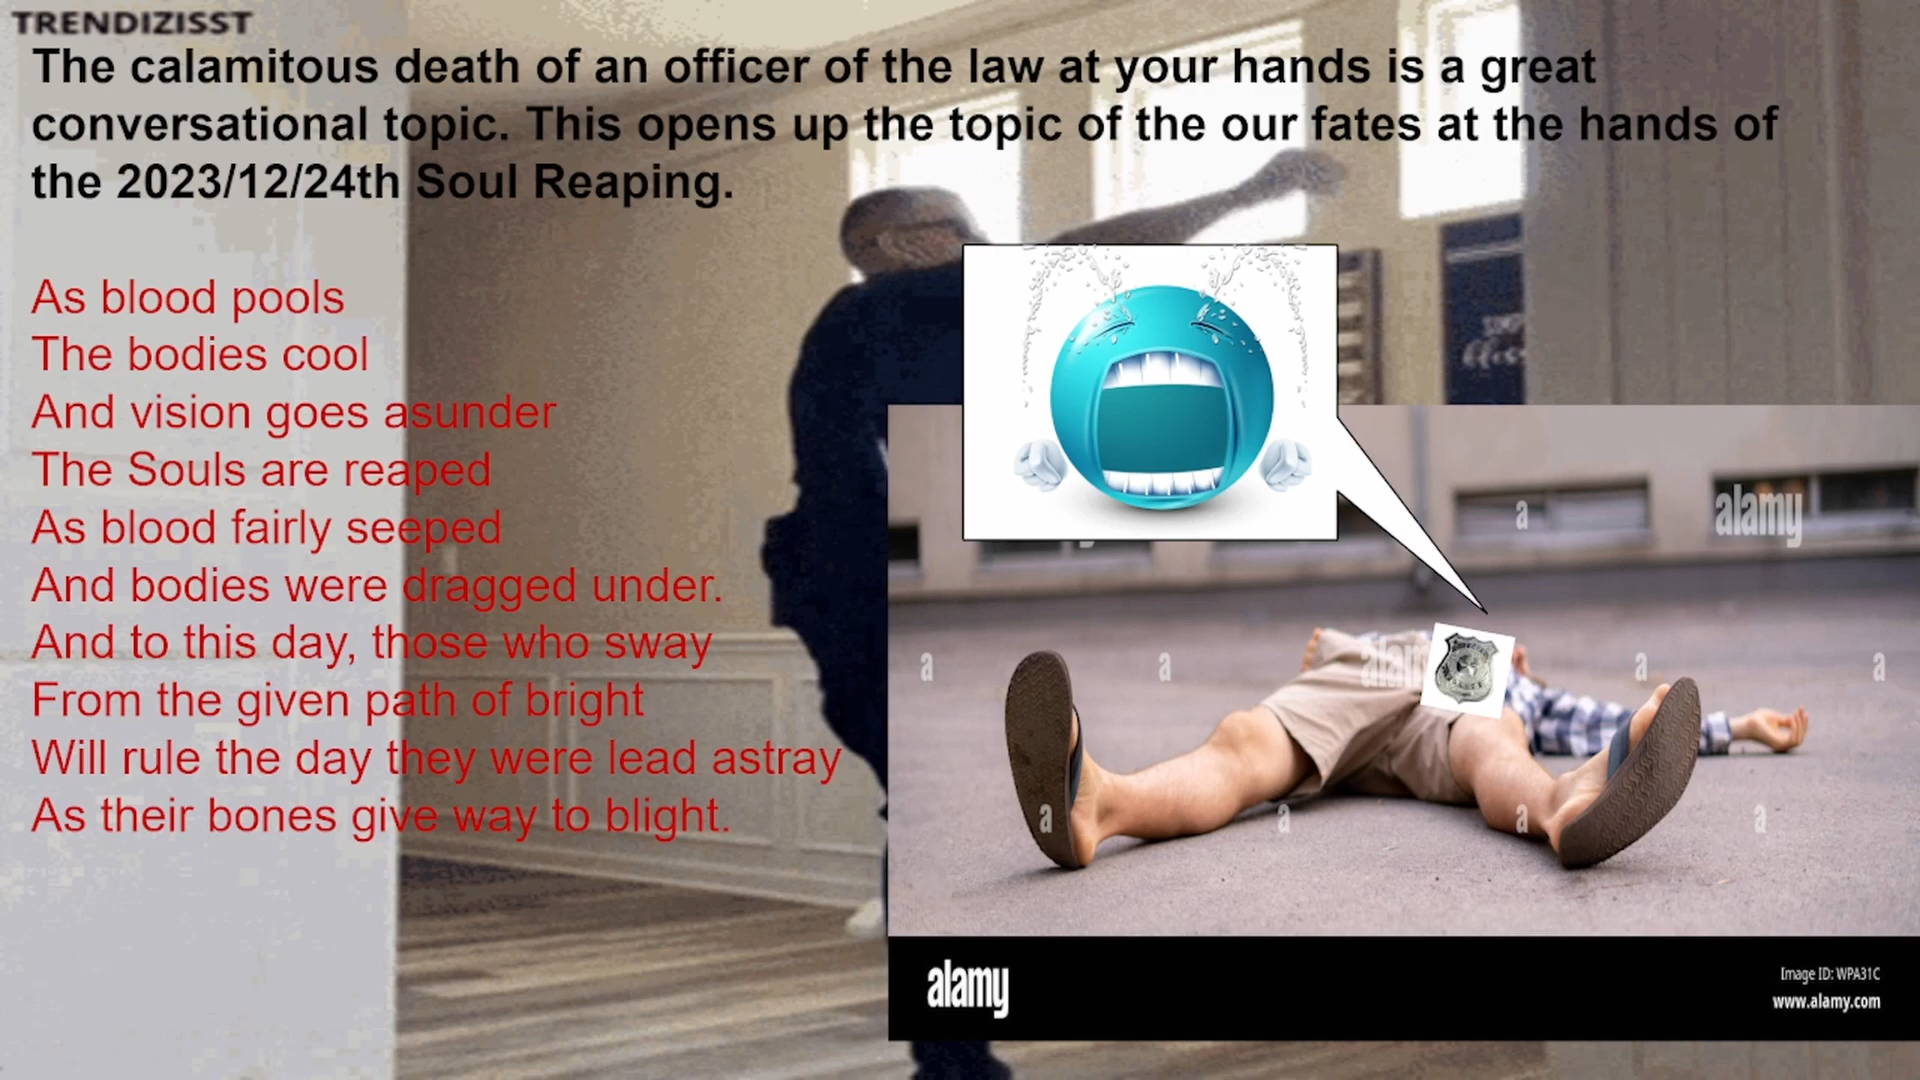 TRENDIZISST
The calamitous death of an officer of the law at your hands is a great
conversational topic. This opens up the topic of the our fates at the hands of
the 2023/12/24th Soul Reaping.
As blood pools
The bodies cool
And vision goes asunder
The Souls are reaped
As blood fairly seeped
And bodies were dragged under.
And to this day, those who sway
From the given path of bright
Will rule the day they were lead astray
As their bones give way to blight.
a
alamy
a
a
alam
a
a
a
a
a
a
alamy
Image ID: WPA31C
www.alamy.com